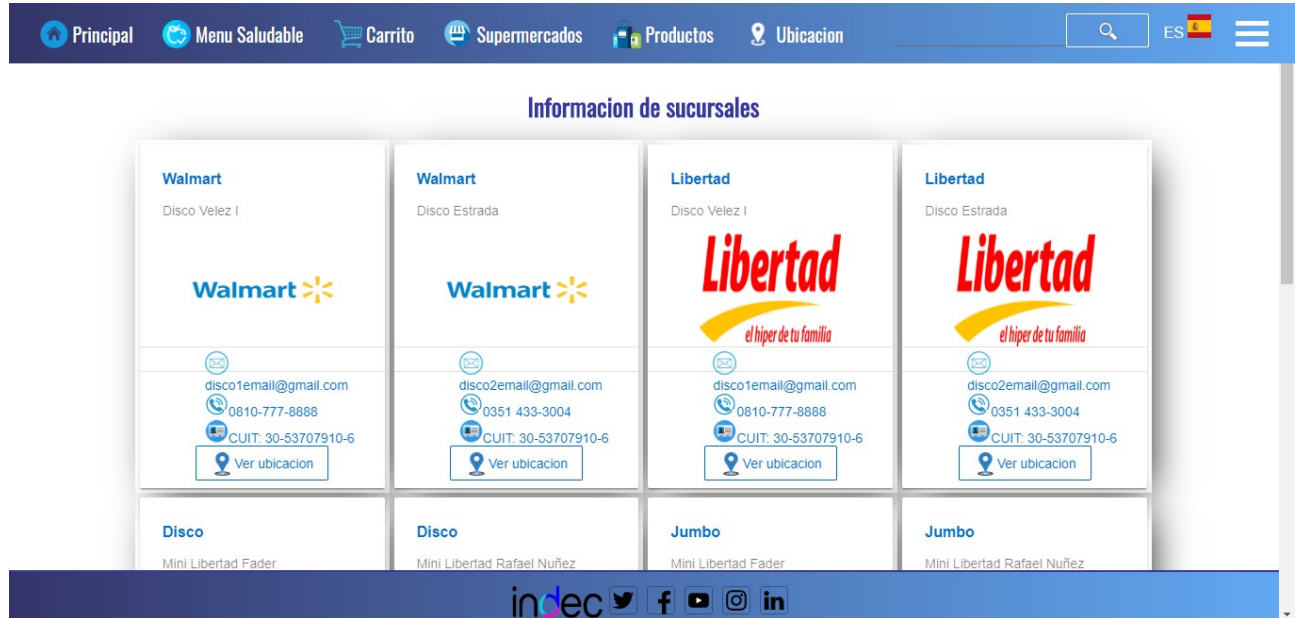 Principal Menu Saludable Carrito Supermercados Productos Ubicacion ES
Informacion de sucursales
Walmart
Disco Velez I
Walmart
disco1email@gmail.com
0810-777-8888
CUIT: 30-53707910-6
Ver ubicacion
Walmart
Disco Estrada
Walmart
disco2email@gmail.com
0351 433-3004
CUIT: 30-53707910-6
Ver ubicacion
Libertad
Disco Velez I
Libertad
el hiper de tu familia
disco1email@gmail.com
0810-777-8888
CUIT: 30-53707910-6
Ver ubicacion
Libertad
Disco Estrada
Libertad
el hiper de tu familia
disco2email@gmail.com
0351 433-3004
CUIT: 30-53707910-6
Ver ubicacion
Disco
Mini Libertad Fader
Disco
Mini Libertad Rafael Nuñez
Jumbo
Mini Libertad Fader
Jumbo
Mini Libertad Rafael Nuñez
indec